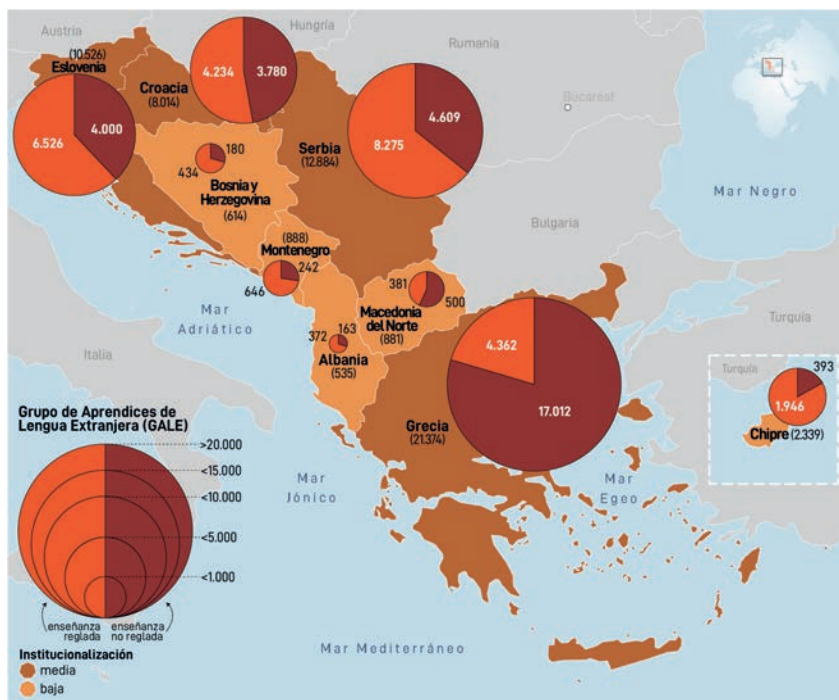 Austria
Hungría
Rumanía
(10.526)
Eslovenia
Croacia
(8.014)
4.234
3.780
6.526
4.000
8.275
4.609
Serbia
(12.884)
Bucarest
180
434
Bosnia y
Herzegovina
(614)
Mar Negro
Bulgaria
(888)
Montenegro
242
646
Mar
Adriático
Italia
381
500
Macedonia
del Norte
(881)
372
163
Albania
(535)
Turquía
4.362
17.012
Grecia
(21.374)
Turquía
393
1.946
Chipre (2.339)
Mar
Jónico
Mar
Egeo
Mar Mediterráneo
Grupo de Aprendices de
Lengua Extranjera (GALE)
>20.000
<15.000
<10.000
<5.000
<1.000
enseñanza
reglada
enseñanza
no reglada
Institucionalización
media
baja